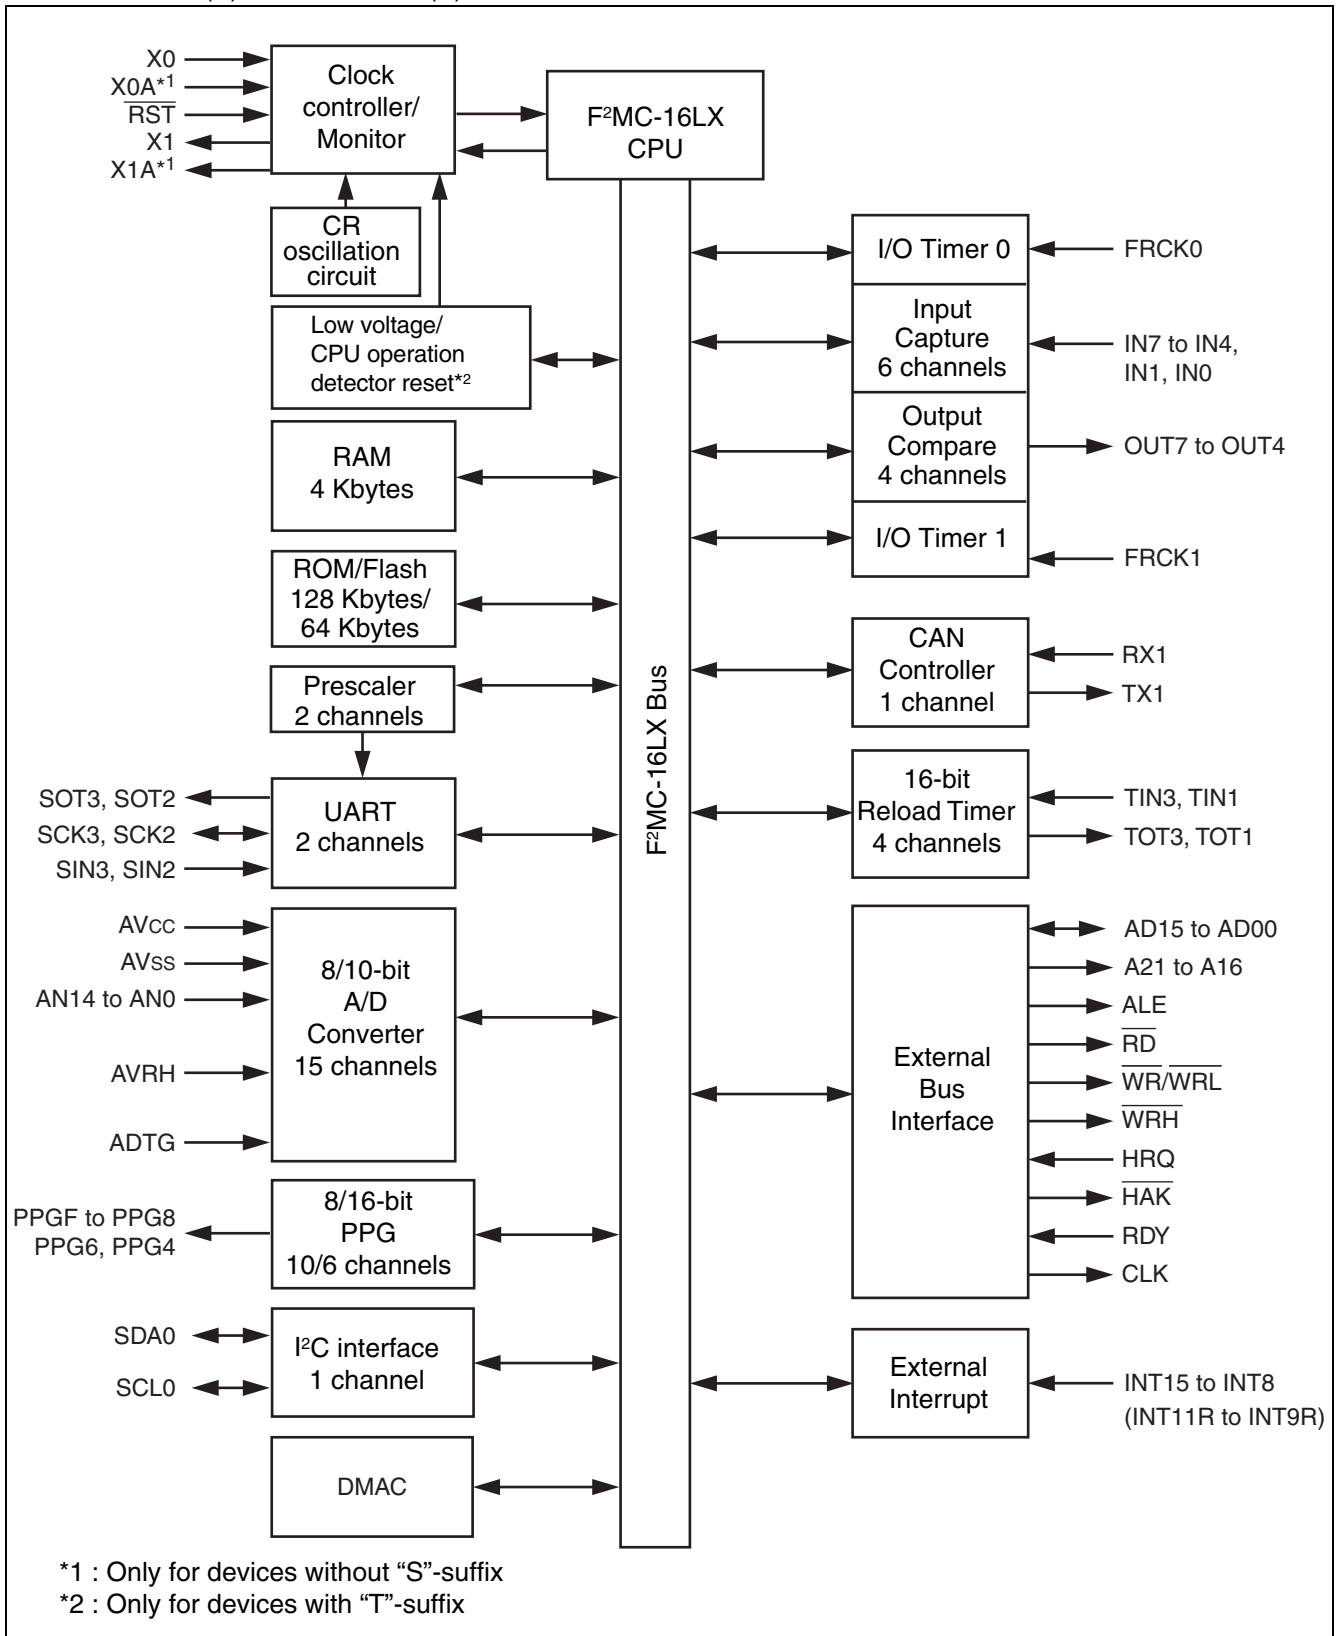 X0
X0A*1
RST
X1
X1A*1
Clock
controller/
Monitor
F²MC-16LX
CPU
CR
oscillation
circuit
Low voltage/
CPU operation
detector reset*2
RAM
4 Kbytes
ROM/Flash
128 Kbytes/
64 Kbytes
Prescaler
2 channels
SOT3, SOT2
SCK3, SCK2
SIN3, SIN2
UART
2 channels
AVCC
AVSS
AN14 to AN0
AVRH
ADTG
8/10-bit
A/D
Converter
15 channels
PPGF to PPG8
PPG6, PPG4
8/16-bit
PPG
10/6 channels
SDA0
SCL0
I²C interface
1 channel
DMAC
F²MC-16LX Bus
I/O Timer 0
FRCK0
Input
Capture
6 channels
IN7 to IN4,
IN1, IN0
Output
Compare
4 channels
OUT7 to OUT4
I/O Timer 1
FRCK1
CAN
Controller
1 channel
RX1
TX1
16-bit
Reload Timer
4 channels
TIN3, TIN1
TOT3, TOT1
External
Bus
Interface
AD15 to AD00
A21 to A16
ALE
RD
WR/WRL
WRH
HRQ
HAK
RDY
CLK
External
Interrupt
INT15 to INT8
(INT11R to INT9R)
*1 : Only for devices without “S”-suffix
*2 : Only for devices with “T”-suffix